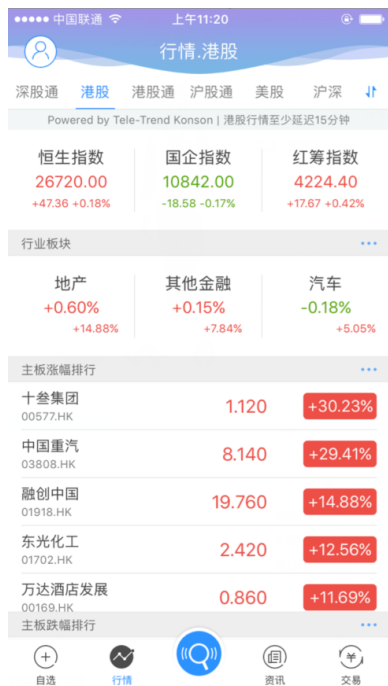 中国联通 上午11:20
行情.港股
深股通 港股 港股通 沪股通 美股 沪深
Powered by Tele-Trend Konson | 港股行情至少延迟15分钟
恒生指数 国企指数 红筹指数
26720.00 10842.00 4224.40
+47.36 +0.18% -18.58 -0.17% +17.67 +0.42%
行业板块
地产 其他金融 汽车
+0.60% +0.15% -0.18%
+14.88% +7.84% +5.05%
主板涨幅排行
十叁集团 1.120 +30.23%
00577.HK
中国重汽 8.140 +29.41%
03808.HK
融创中国 19.760 +14.88%
01918.HK
东光化工 2.420 +12.56%
01702.HK
万达酒店发展 0.860 +11.69%
00169.HK
主板跌幅排行
自选 行情 资讯 交易